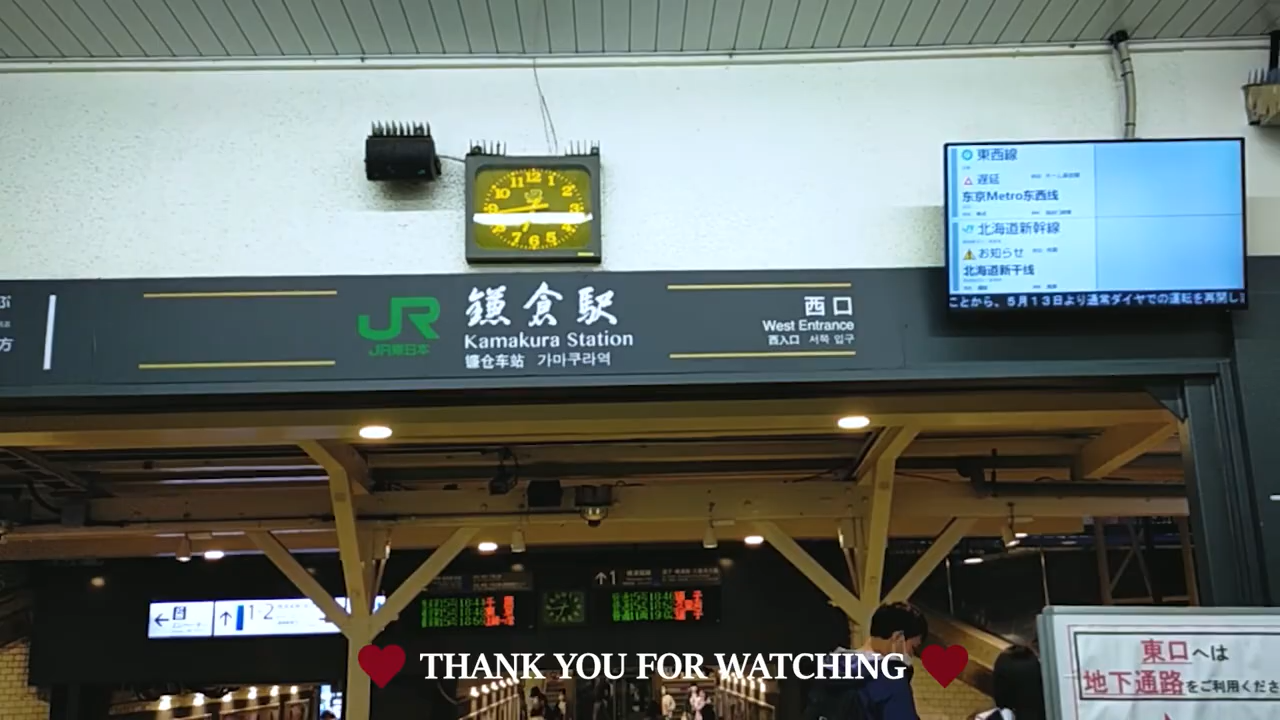 東西線
遅延
东京Metro东西线
北海道新幹線
お知らせ
北海道新干线
ことから、5月13日より通常ダイヤでの運転を再開し
方
JR
JR東日本
鎌倉駅
Kamakura Station
镰仓车站 가마쿠라역
西口
West Entrance
西入口 서쪽 입구
1·2
↑1
東口へは
地下通路をご利用くださ
THANK YOU FOR WATCHING